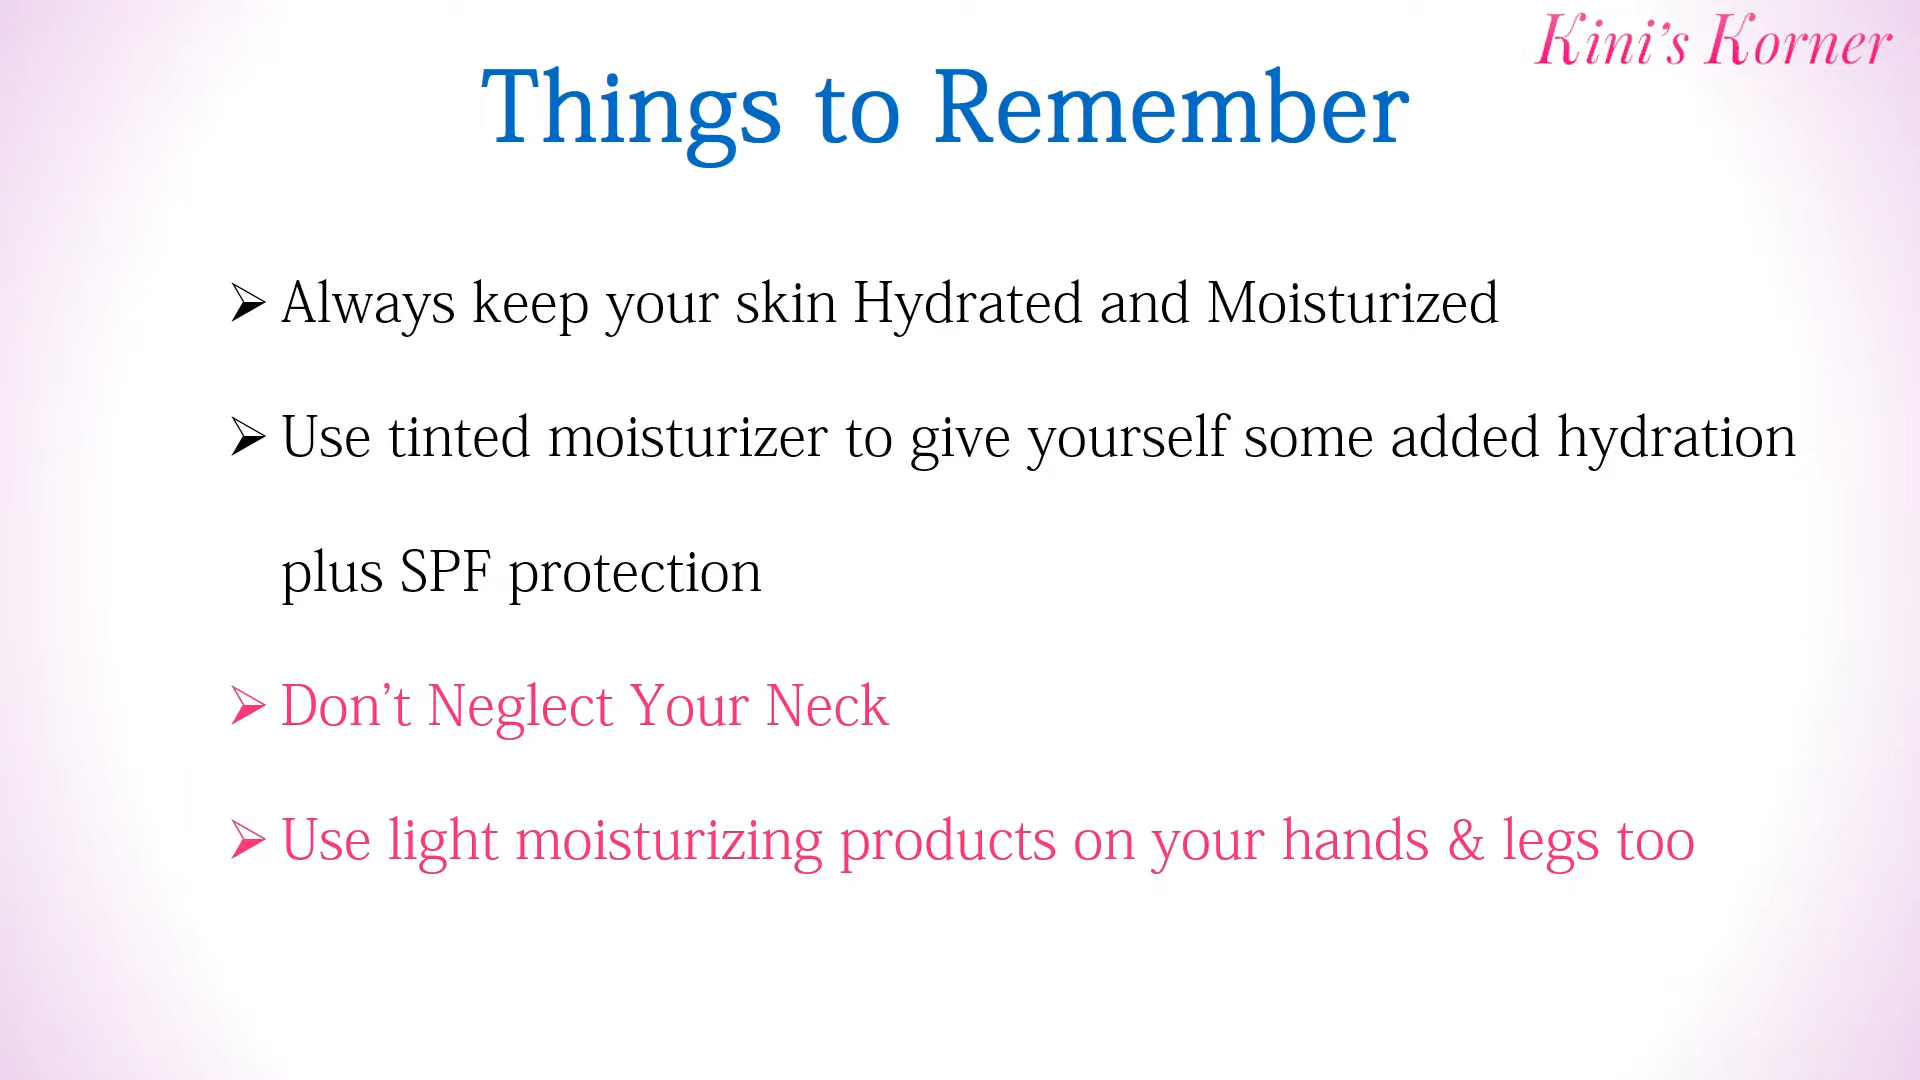 Kini's Korner
Things to Remember
➢ Always keep your skin Hydrated and Moisturized
➢ Use tinted moisturizer to give yourself some added hydration
plus SPF protection
➢ Don’t Neglect Your Neck
➢ Use light moisturizing products on your hands & legs too